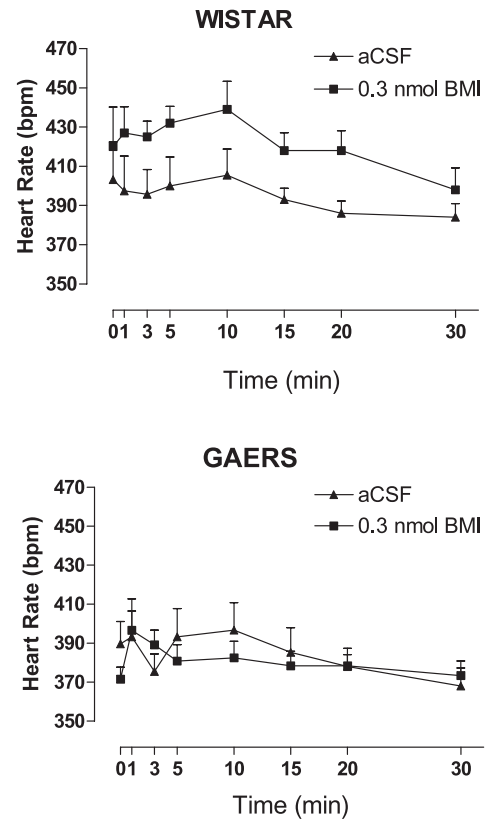 WISTAR
470
450
430
410
390
370
350
Heart Rate (bpm)
aCSF
0.3 nmol BMI
0 1 3 5 10 15 20 30
Time (min)
GAERS
470
450
430
410
390
370
350
Heart Rate (bpm)
aCSF
0.3 nmol BMI
0 1 3 5 10 15 20 30
Time (min)